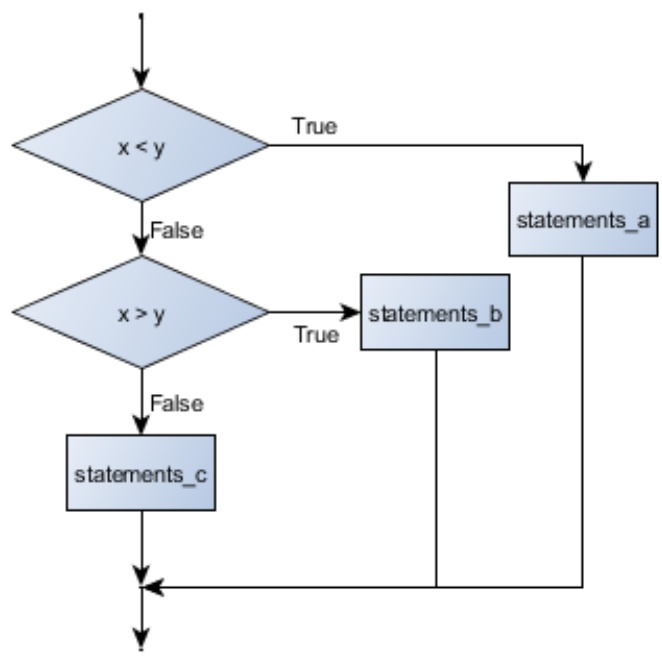 x < y
True
statements_a
False
x > y
True
statements_b
False
statements_c